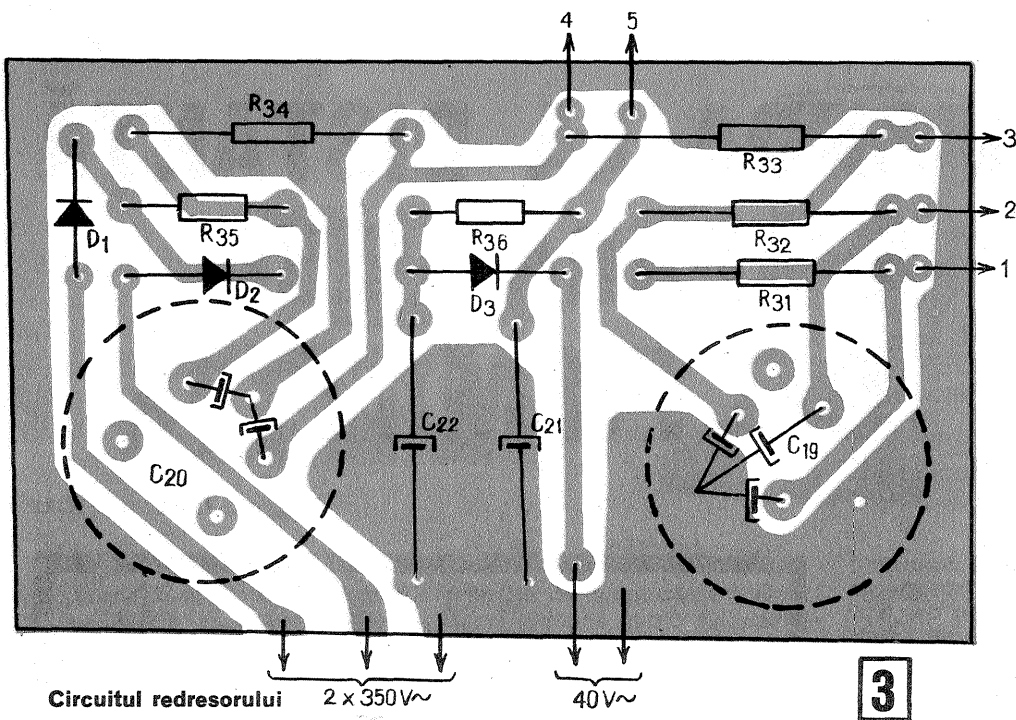 4 5
R34
R33
3
R35
R36
R32
2
D1
D2
D3
R31
1
C22
C21
C19
C20
Circuitul redresorului
2 x 350V~
40V~
3